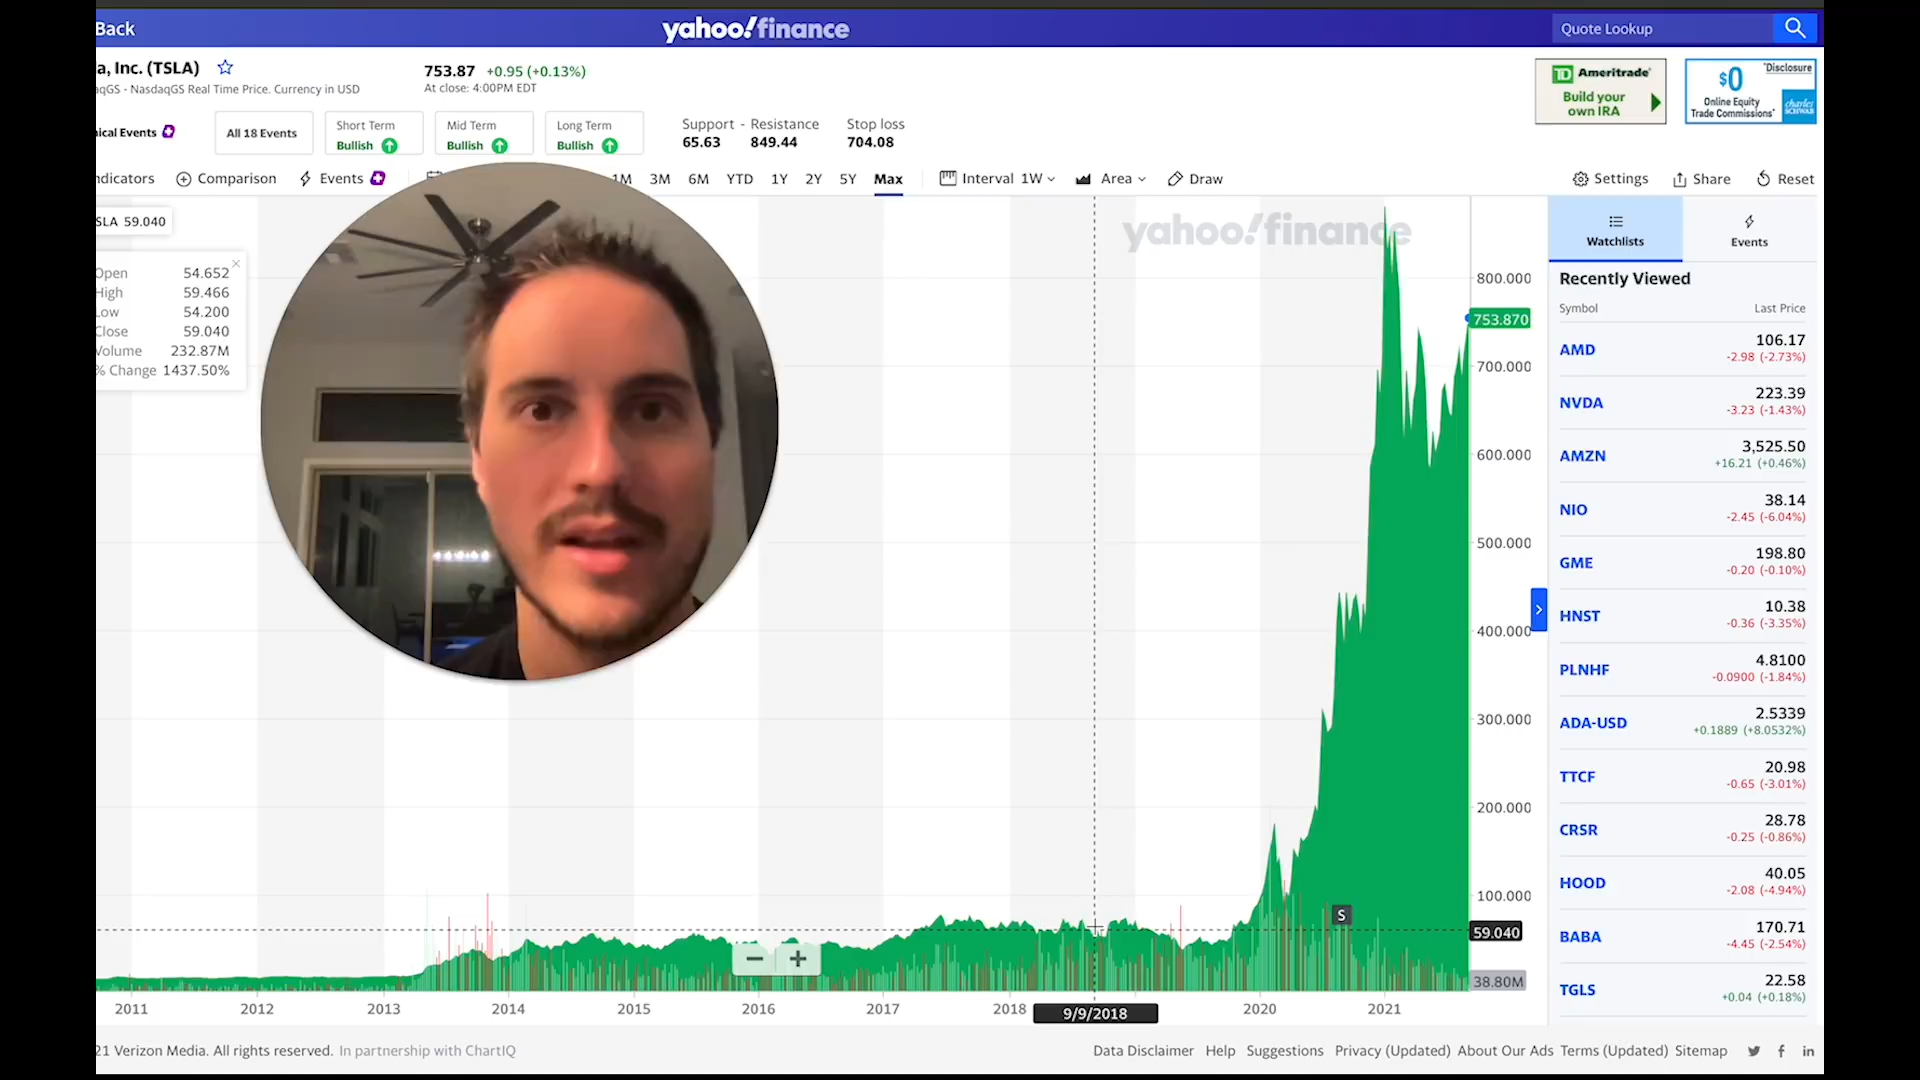 Back
yahoo!finance
Quote Lookup
a, Inc. (TSLA)
753.87 +0.95 (+0.13%)
aqGS - NasdaqGS Real Time Price. Currency in USD
At close: 4:00PM EDT
TD Ameritrade
Build your
own IRA
*Disclosure
$0
Online Equity
Trade Commissions*
charles
SCHWAB
nical Events
All 18 Events
Short Term
Bullish
Mid Term
Bullish
Long Term
Bullish
Support - Resistance
65.63 849.44
Stop loss
704.08
ndicators
Comparison
Events
1M 3M 6M YTD 1Y 2Y 5Y Max
Interval 1W
Area
Draw
Settings
Share
Reset
SLA 59.040
Open 54.652
High 59.466
Low 54.200
Close 59.040
Volume 232.87M
% Change 1437.50%
yahoo!finance
800.000
753.870
700.000
600.000
500.000
400.000
300.000
200.000
100.000
59.040
38.80M
S
2011 2012 2013 2014 2015 2016 2017 2018 9/9/2018 2020 2021
Watchlists
Events
Recently Viewed
Symbol Last Price
AMD 106.17
-2.98 (-2.73%)
NVDA 223.39
-3.23 (-1.43%)
AMZN 3,525.50
+16.21 (+0.46%)
NIO 38.14
-2.45 (-6.04%)
GME 198.80
-0.20 (-0.10%)
HNST 10.38
-0.36 (-3.35%)
PLNHF 4.8100
-0.0900 (-1.84%)
ADA-USD 2.5339
+0.1889 (+8.0532%)
TTCF 20.98
-0.65 (-3.01%)
CRSR 28.78
-0.25 (-0.86%)
HOOD 40.05
-2.08 (-4.94%)
BABA 170.71
-4.45 (-2.54%)
TGLS 22.58
+0.04 (+0.18%)
21 Verizon Media. All rights reserved. In partnership with ChartIQ
Data Disclaimer Help Suggestions Privacy (Updated) About Our Ads Terms (Updated) Sitemap